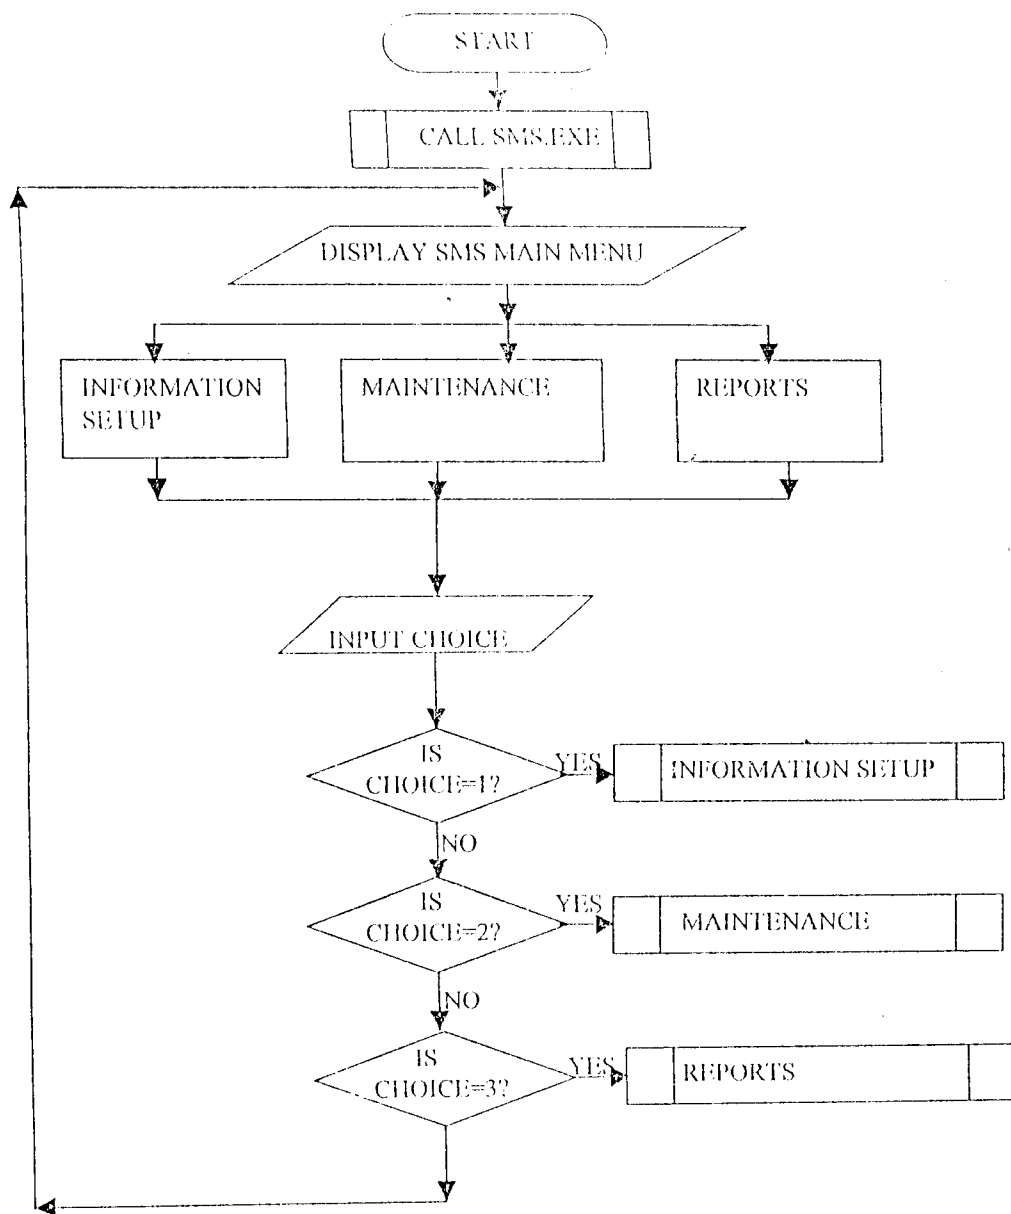 START
CALL SMS.EXE
DISPLAY SMS MAIN MENU
INFORMATION
SETUP
MAINTENANCE
REPORTS
INPUT CHOICE
IS
CHOICE=1?
YES
INFORMATION SETUP
NO
IS
CHOICE=2?
YES
MAINTENANCE
NO
IS
CHOICE=3?
YES
REPORTS